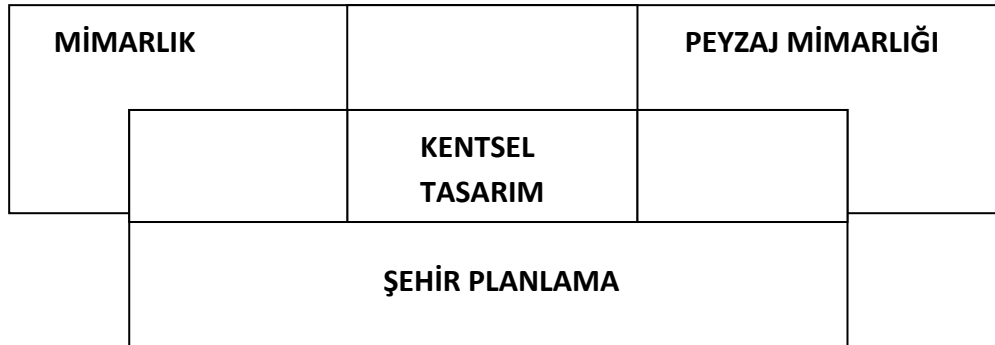 MİMARLIK
PEYZAJ MİMARLIĞI
KENTSEL
TASARIM
ŞEHİR PLANLAMA